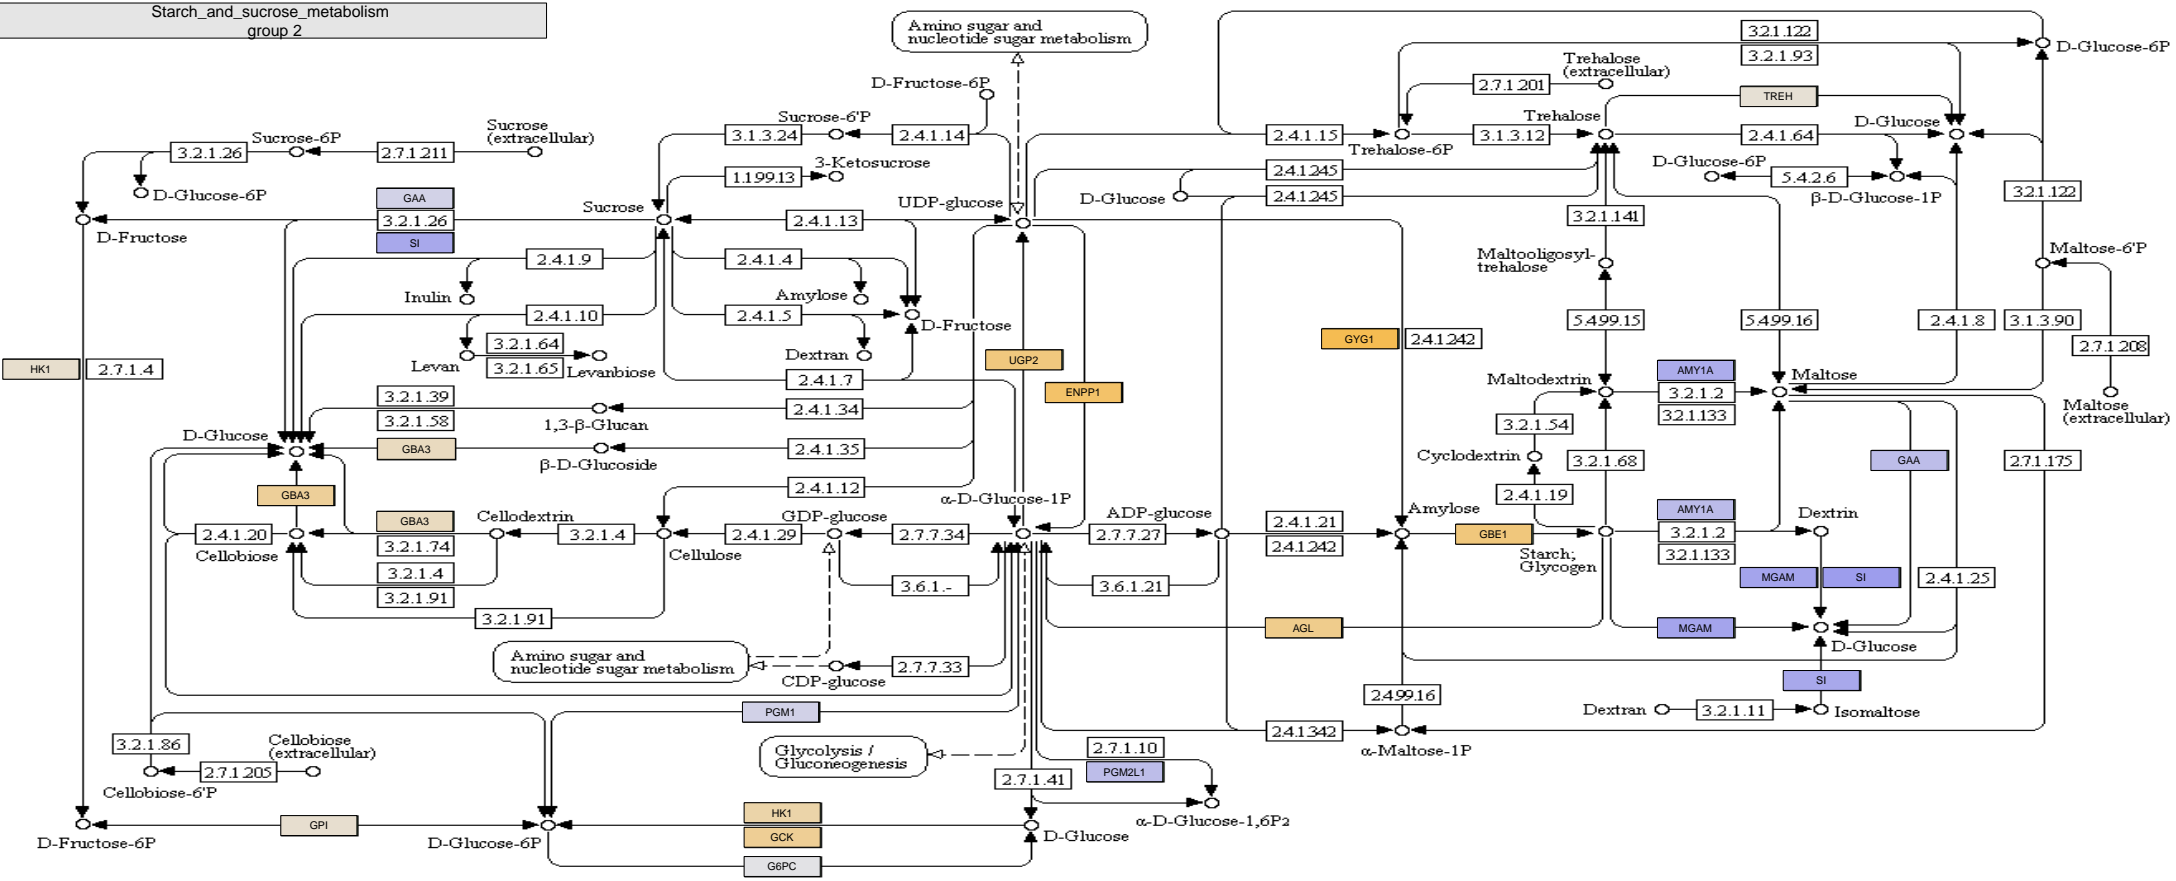 Starch_and_sucrose_metabolism
group 2
Amino sugar and
nucleotide sugar metabolism
3.2.1.122
D-Glucose-6P
3.2.1.93
Trehalose
(extracellular)
2.7.1.201
D-Fructose-6P
TREH
Sucrose-6'P
Trehalose
D-Glucose
Sucrose
(extracellular)
Sucrose-6P
3.1.3.24
2.4.1.14
2.4.1.15
3.1.3.12
2.4.1.64
3.2.1.26
2.7.1.211
Trehalose-6P
3-Ketosucrose
D-Glucose-6P
1.1.99.13
2.4.1.245
5.4.2.6
D-Glucose-6P
3.2.1.122
GAA
D-Glucose
2.4.1.245
β-D-Glucose-1P
Sucrose
UDP-glucose
3.2.1.26
2.4.1.13
3.2.1.141
D-Fructose
SI
Maltose-6'P
2.4.1.9
2.4.1.4
Maltooligosyl-
trehalose
Inulin
Amylose
2.4.1.10
2.4.1.5
D-Fructose
5.4.99.15
5.4.99.16
2.4.1.8
3.1.3.90
GYG1
2.4.1.242
3.2.1.64
2.7.1.208
Levan
Dextran
UGP2
3.2.1.65
Levanbiose
HK1
2.7.1.4
AMY1A
2.4.1.7
Maltodextrin
Maltose
ENPP1
3.2.1.2
3.2.1.39
2.4.1.34
3.2.1.133
Maltose
(extracellular)
3.2.1.58
1,3-β-Glucan
3.2.1.54
D-Glucose
GBA3
2.4.1.35
Cyclodextrin
3.2.1.68
GAA
2.7.1.175
β-D-Glucoside
2.4.1.12
GBA3
2.4.1.19
α-D-Glucose-1P
ADP-glucose
Amylose
AMY1A
Dextrin
GBA3
Cellodextrin
GDP-glucose
2.4.1.21
2.4.1.20
3.2.1.4
2.4.1.29
2.7.7.34
2.7.7.27
GBE1
3.2.1.2
3.2.1.74
2.4.1.242
Starch;
Glycogen
3.2.1.133
Cellobiose
Cellulose
3.2.1.4
MGAM
SI
2.4.1.25
3.6.1.-
3.6.1.21
3.2.1.91
3.2.1.91
AGL
MGAM
D-Glucose
Amino sugar and
nucleotide sugar metabolism
2.7.7.33
CDP-glucose
SI
2.4.99.16
PGM1
Dextran
3.2.1.11
Isomaltose
2.4.1.342
3.2.1.86
Cellobiose
(extracellular)
Glycolysis /
Gluconeogenesis
2.7.1.10
α-Maltose-1P
2.7.1.205
2.7.1.41
PGM2L1
Cellobiose-6'P
HK1
GPI
α-D-Glucose-1,6P2
D-Fructose-6P
D-Glucose-6P
GCK
D-Glucose
G6PC